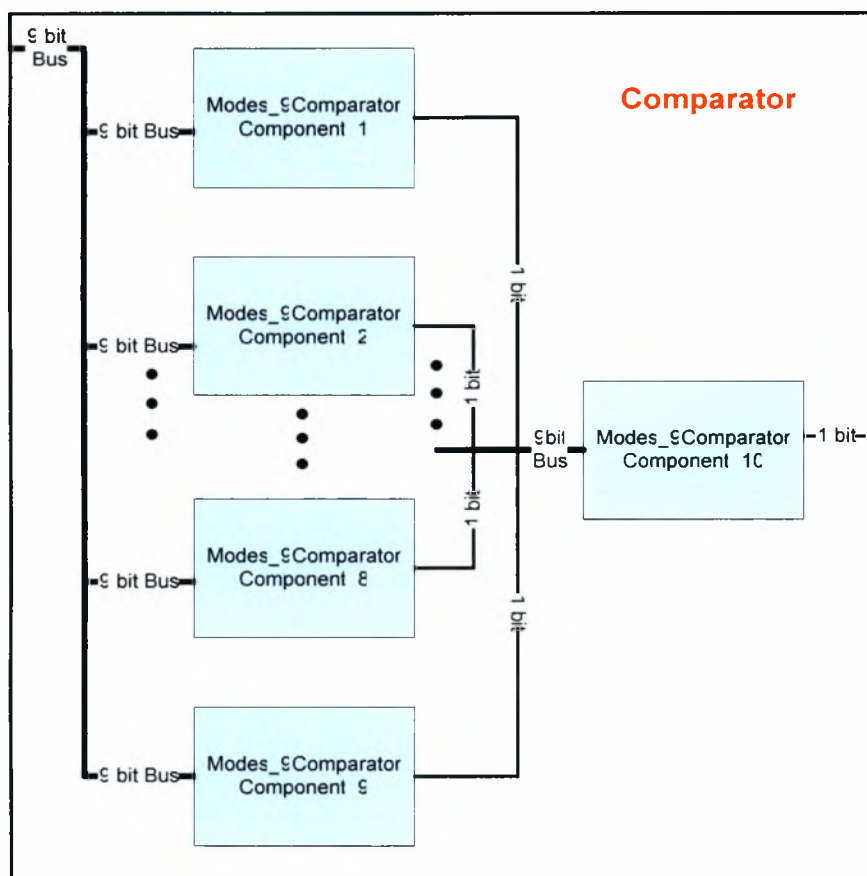 9 bit
Bus
Comparator
9 bit Bus
Modes_9Comparator
Component 1
1 bit
9 bit Bus
Modes_9Comparator
Component 2
1 bit
9bit
Bus
Modes_9Comparator
Component 10
1 bit
9 bit Bus
Modes_9Comparator
Component 8
1 bit
1 bit
9 bit Bus
Modes_9Comparator
Component 9